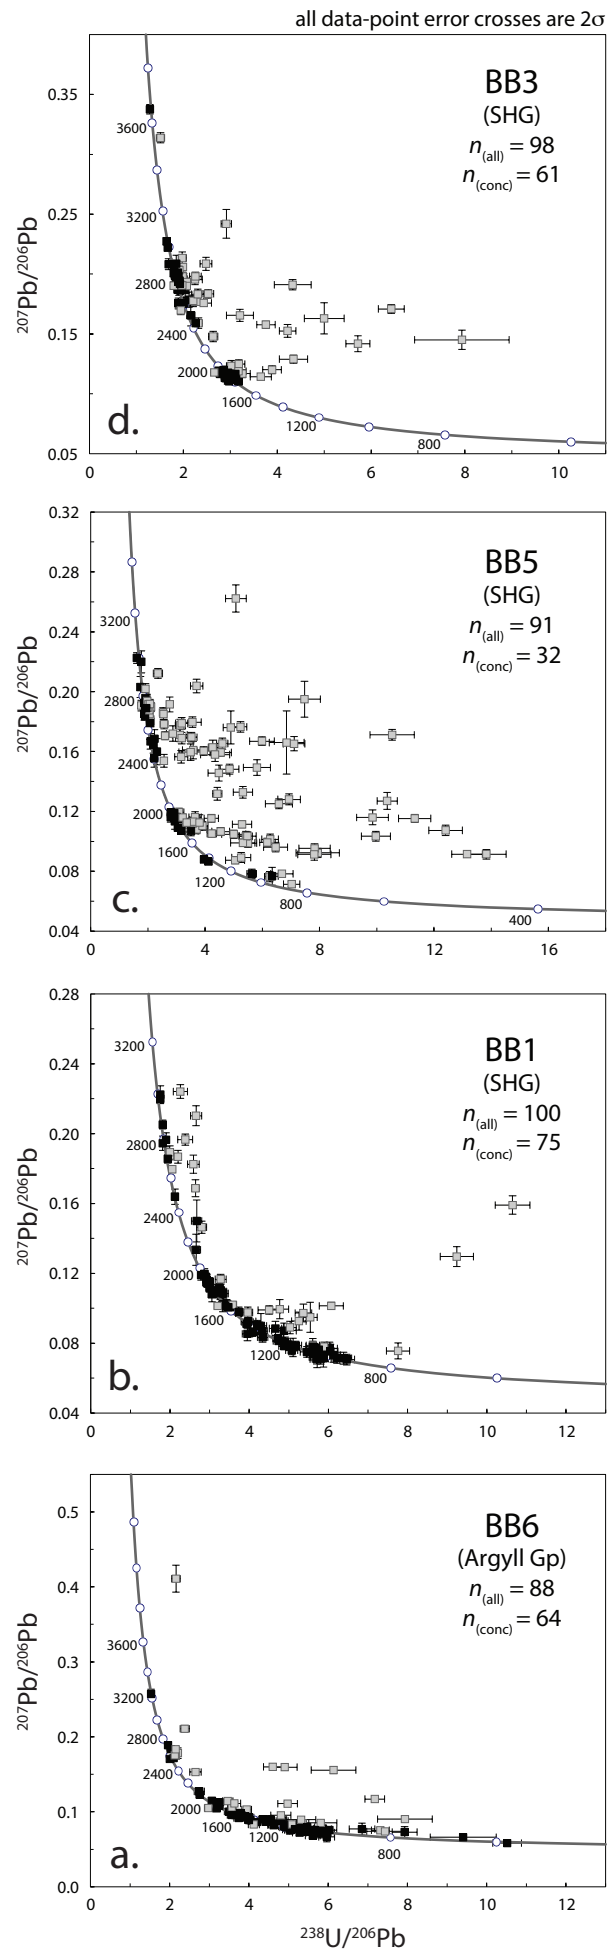 all data-point error crosses are 2σ
0.35
0.25
0.15
0.05
207Pb/206Pb
BB3
(SHG)
n(all) = 98
n(conc) = 61
3600
3200
2800
2400
2000
1600
1200
800
d.
0 2 4 6 8 10
0.32
0.28
0.24
0.20
0.16
0.12
0.08
0.04
207Pb/206Pb
BB5
(SHG)
n(all) = 91
n(conc) = 32
3200
2800
2400
2000
1600
1200
800
400
c.
0 4 8 12 16
0.28
0.24
0.20
0.16
0.12
0.08
0.04
207Pb/206Pb
BB1
(SHG)
n(all) = 100
n(conc) = 75
3200
2800
2400
2000
1600
1200
800
b.
0 2 4 6 8 10 12
0.5
0.4
0.3
0.2
0.1
0.0
207Pb/206Pb
BB6
(Argyll Gp)
n(all) = 88
n(conc) = 64
3600
3200
2800
2400
2000
1600
1200
800
a.
0 2 4 6 8 10 12
238U/206Pb